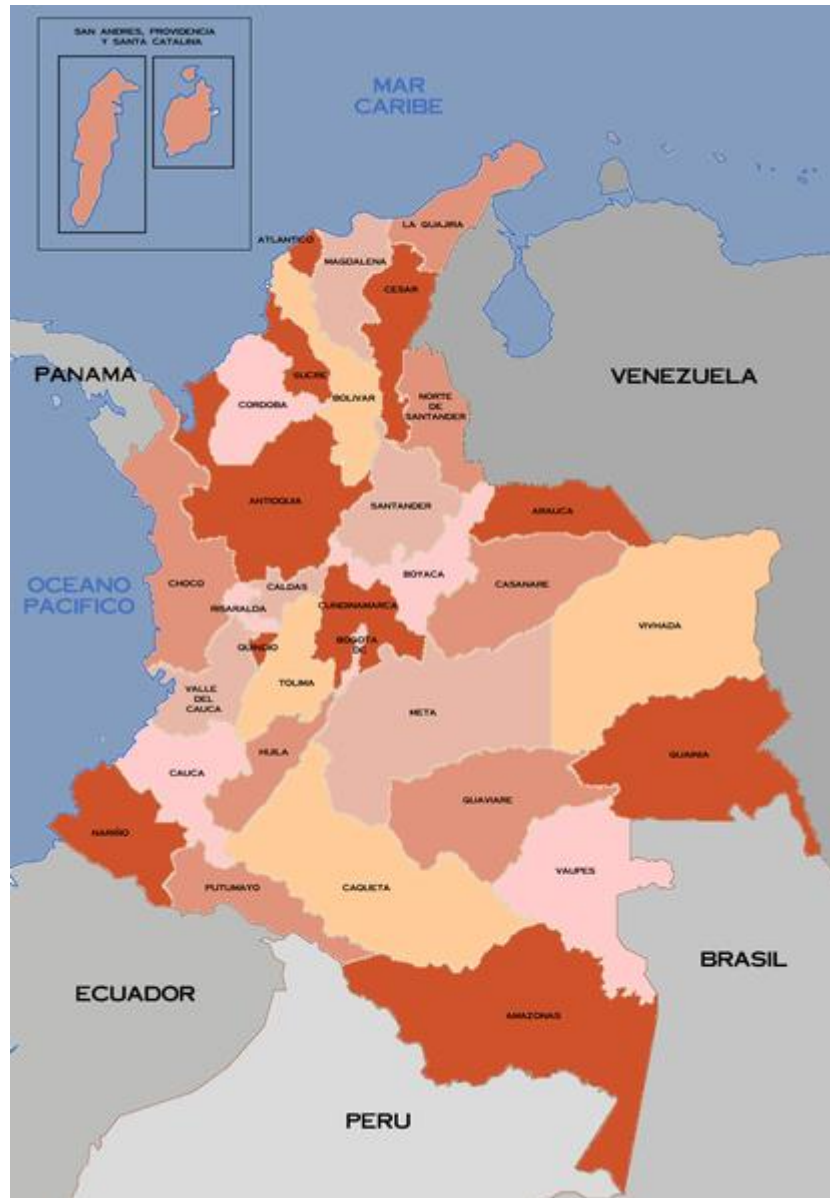 SAN ANDRES, PROVIDENCIA
Y SANTA CATALINA
MAR
CARIBE
LA GUAJIRA
ATLANTICO
MAGDALENA
CESAR
PANAMA
SUCRE
CORDOBA
BOLIVAR
NORTE
DE
SANTANDER
VENEZUELA
ANTIOQUIA
SANTANDER
ARAUCA
OCEANO
PACIFICO
CHOCO
CALDAS
BOYACA
CASANARE
RISARALDA
CUNDINAMARCA
VIVHADA
QUINDIO
BOGOTA
DE
TOLIMA
VALLE
DEL
CAUCA
META
HUILA
GUAINIA
CAUCA
GUAVIARE
NARIÑO
PUTUMAYO
CAQUETA
VAUPES
BRASIL
ECUADOR
AMAZONAS
PERU